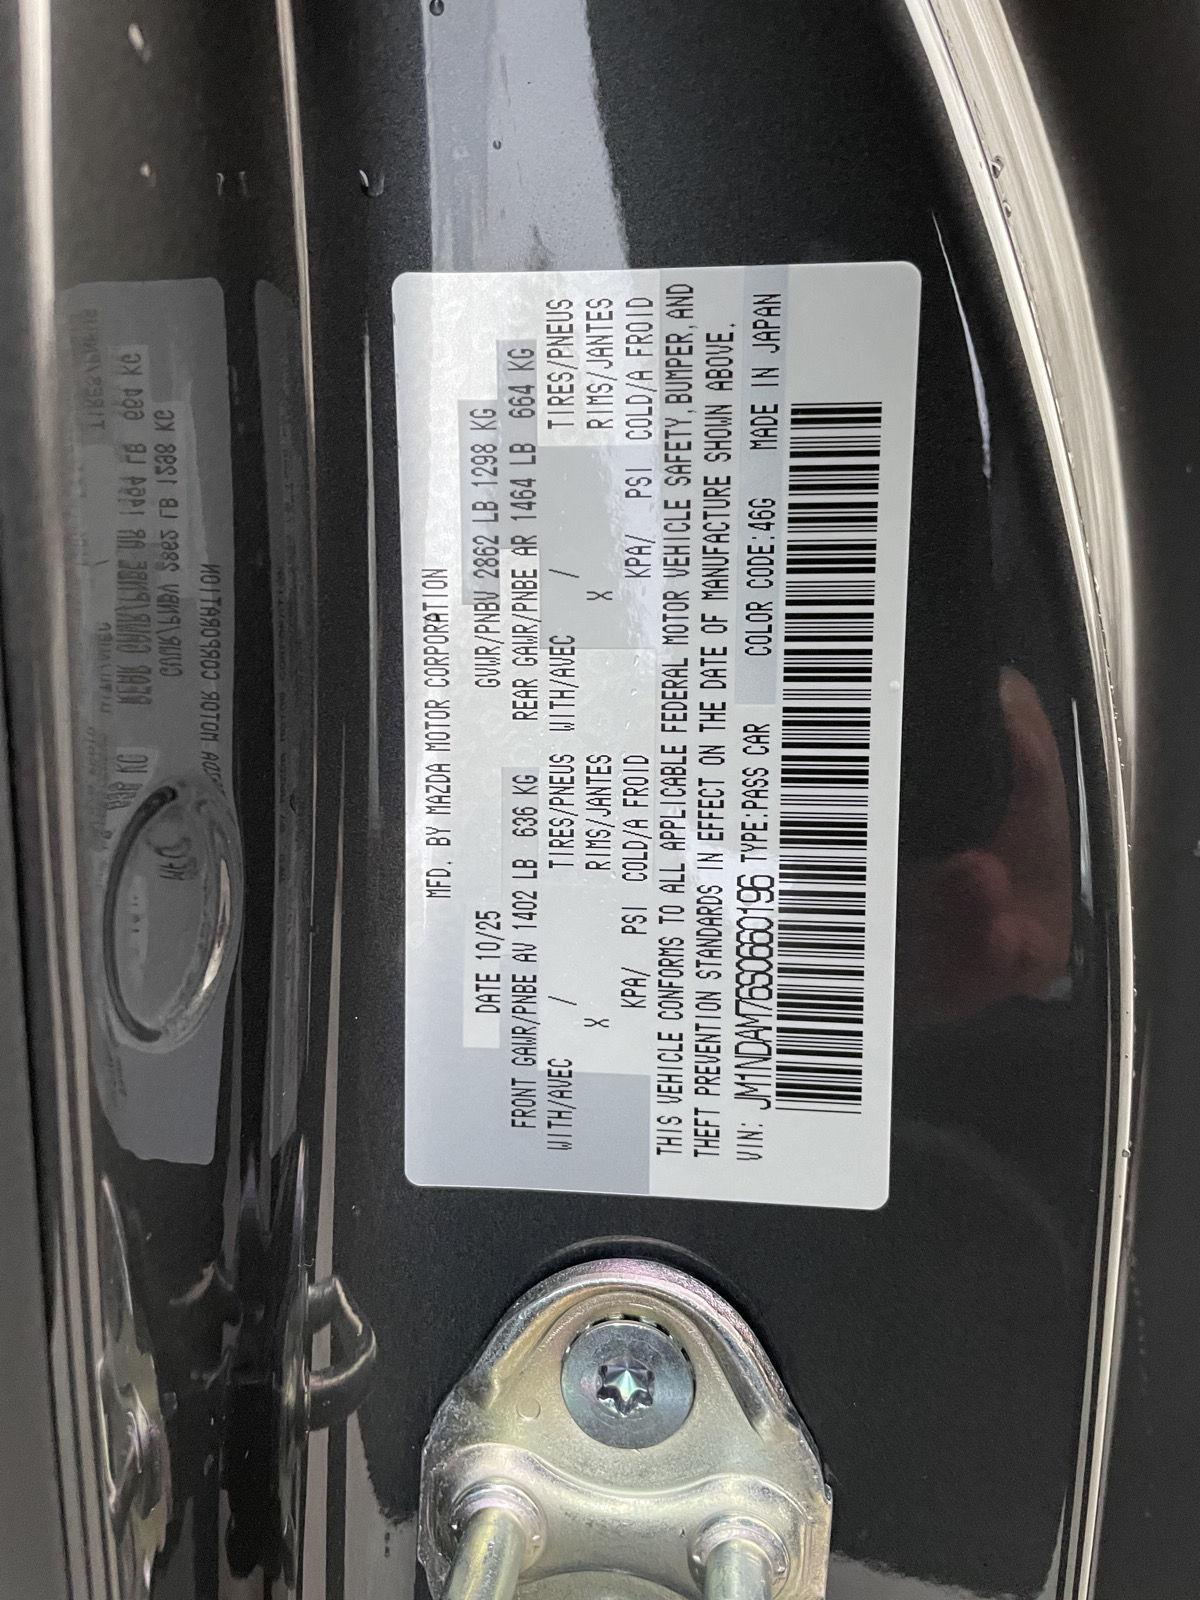 MFD. BY MAZDA MOTOR CORPORATION
DATE 10/25 GVWR/PNBV 2862 LB 1298 KG
FRONT GAWR/PNBE AV 1402 LB 636 KG REAR GAWR/PNBE AR 1464 LB 664 KG
WITH/AVEC / TIRES/PNEUS WITH/AVEC / TIRES/PNEUS
X RIMS/JANTES X RIMS/JANTES
KPA/ PSI COLD/A FROID KPA/ PSI COLD/A FROID
THIS VEHICLE CONFORMS TO ALL APPLICABLE FEDERAL MOTOR VEHICLE SAFETY,BUMPER,AND
THEFT PREVENTION STANDARDS IN EFFECT ON THE DATE OF MANUFACTURE SHOWN ABOVE.
VIN: JM1NDAM76S0660196 TYPE:PASS CAR COLOR CODE:46G MADE IN JAPAN